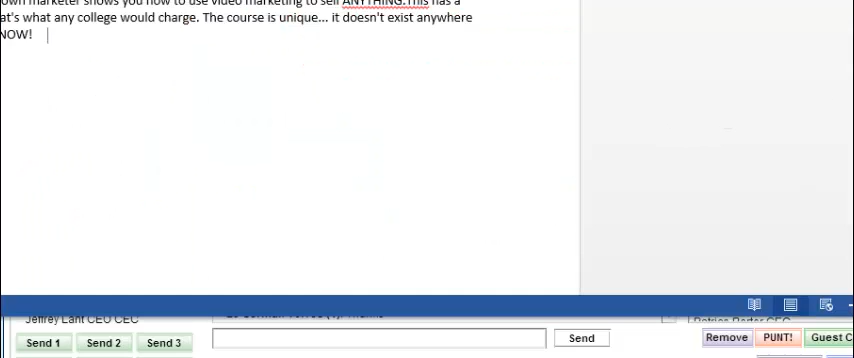 own marketer shows you how to use video marketing to sell ANYTHING.This has a
at's what any college would charge. The course is unique... it doesn't exist anywhere
NOW!
Jeffrey Lant CEO CEC
Send 1 Send 2 Send 3 Send Remove PUNT! Guest C